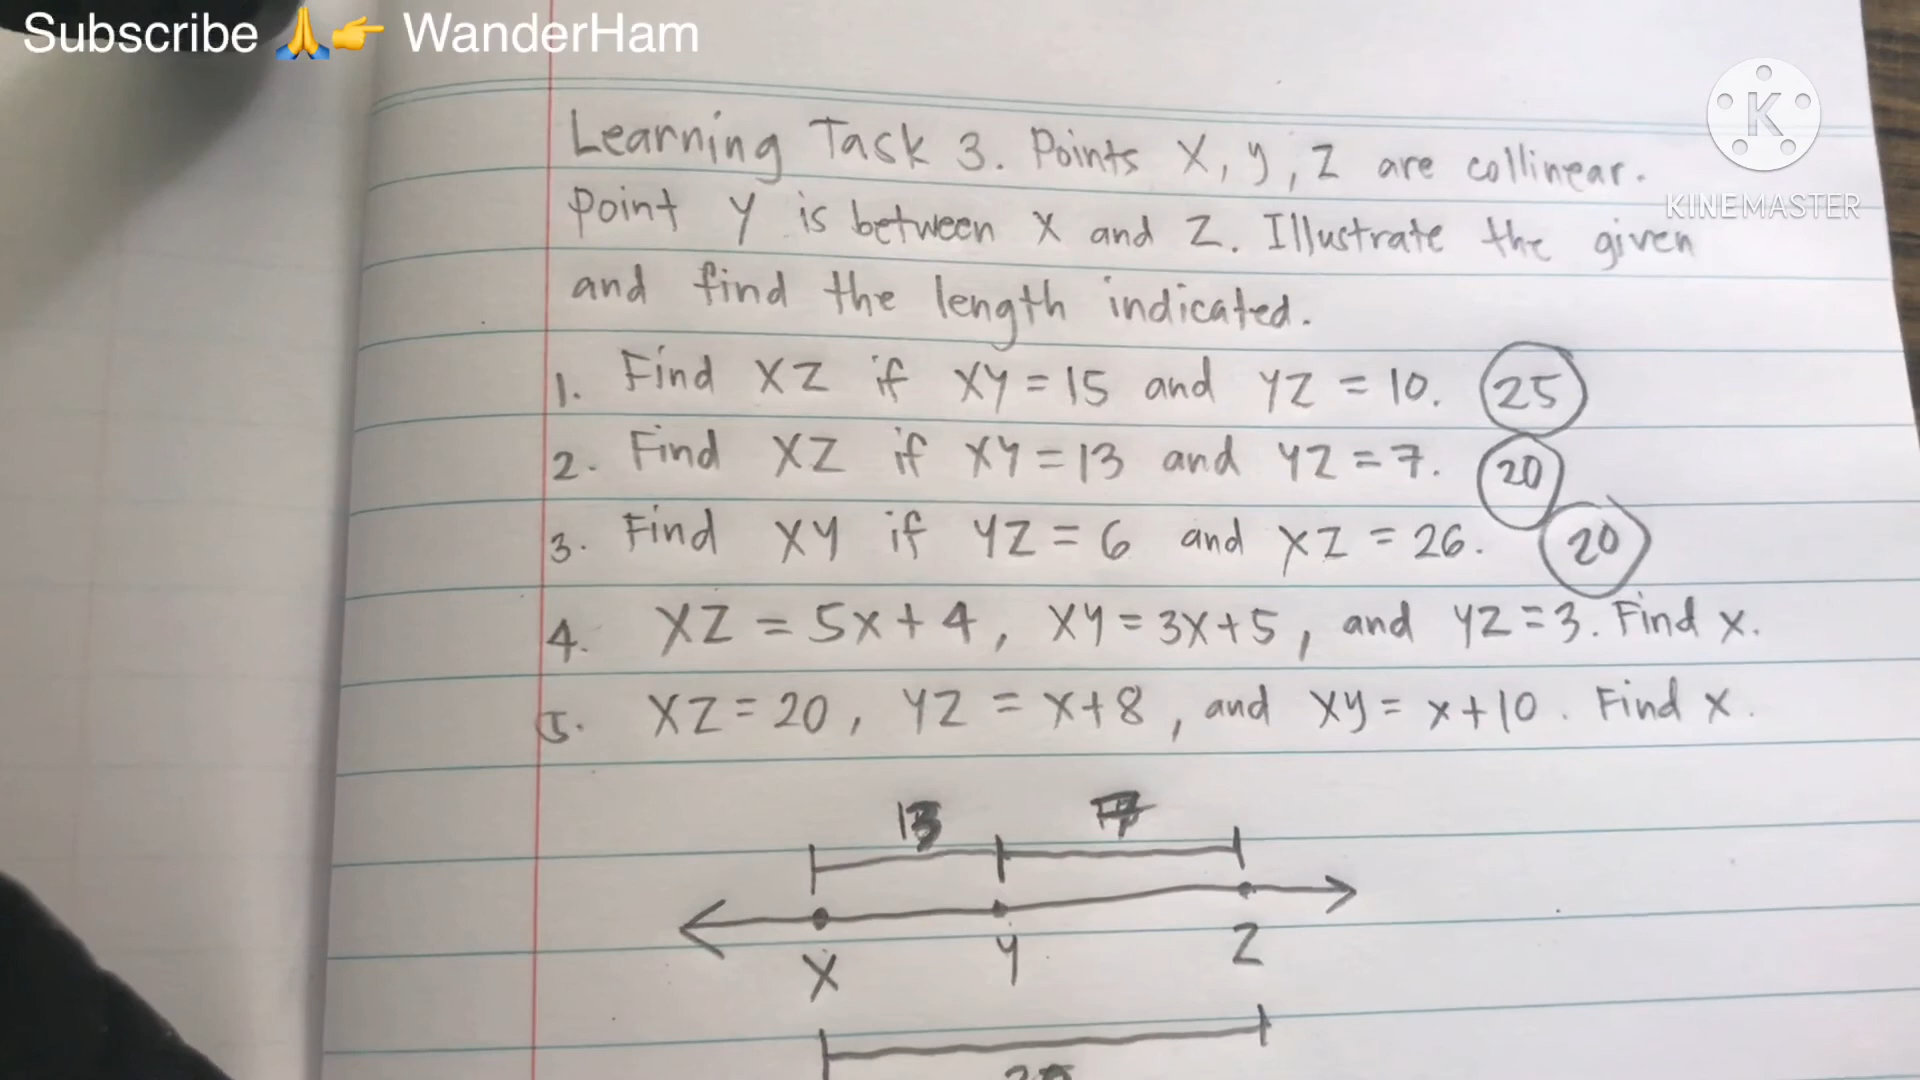 Subscribe 🙏👉 WanderHam
K
KINEMASTER
Learning Task 3. Points X, Y, Z are collinear.
Point Y is between X and Z. Illustrate the given
and find the length indicated.
1. Find XZ if XY = 15 and YZ = 10. 25
2. Find XZ if XY = 13 and YZ = 7. 20
3. Find XY if YZ = 6 and XZ = 26. 20
4. XZ = 5x + 4, XY = 3x + 5, and YZ = 3. Find x.
5. XZ = 20, YZ = x + 8, and XY = x + 10. Find x.
13 7
X Y Z